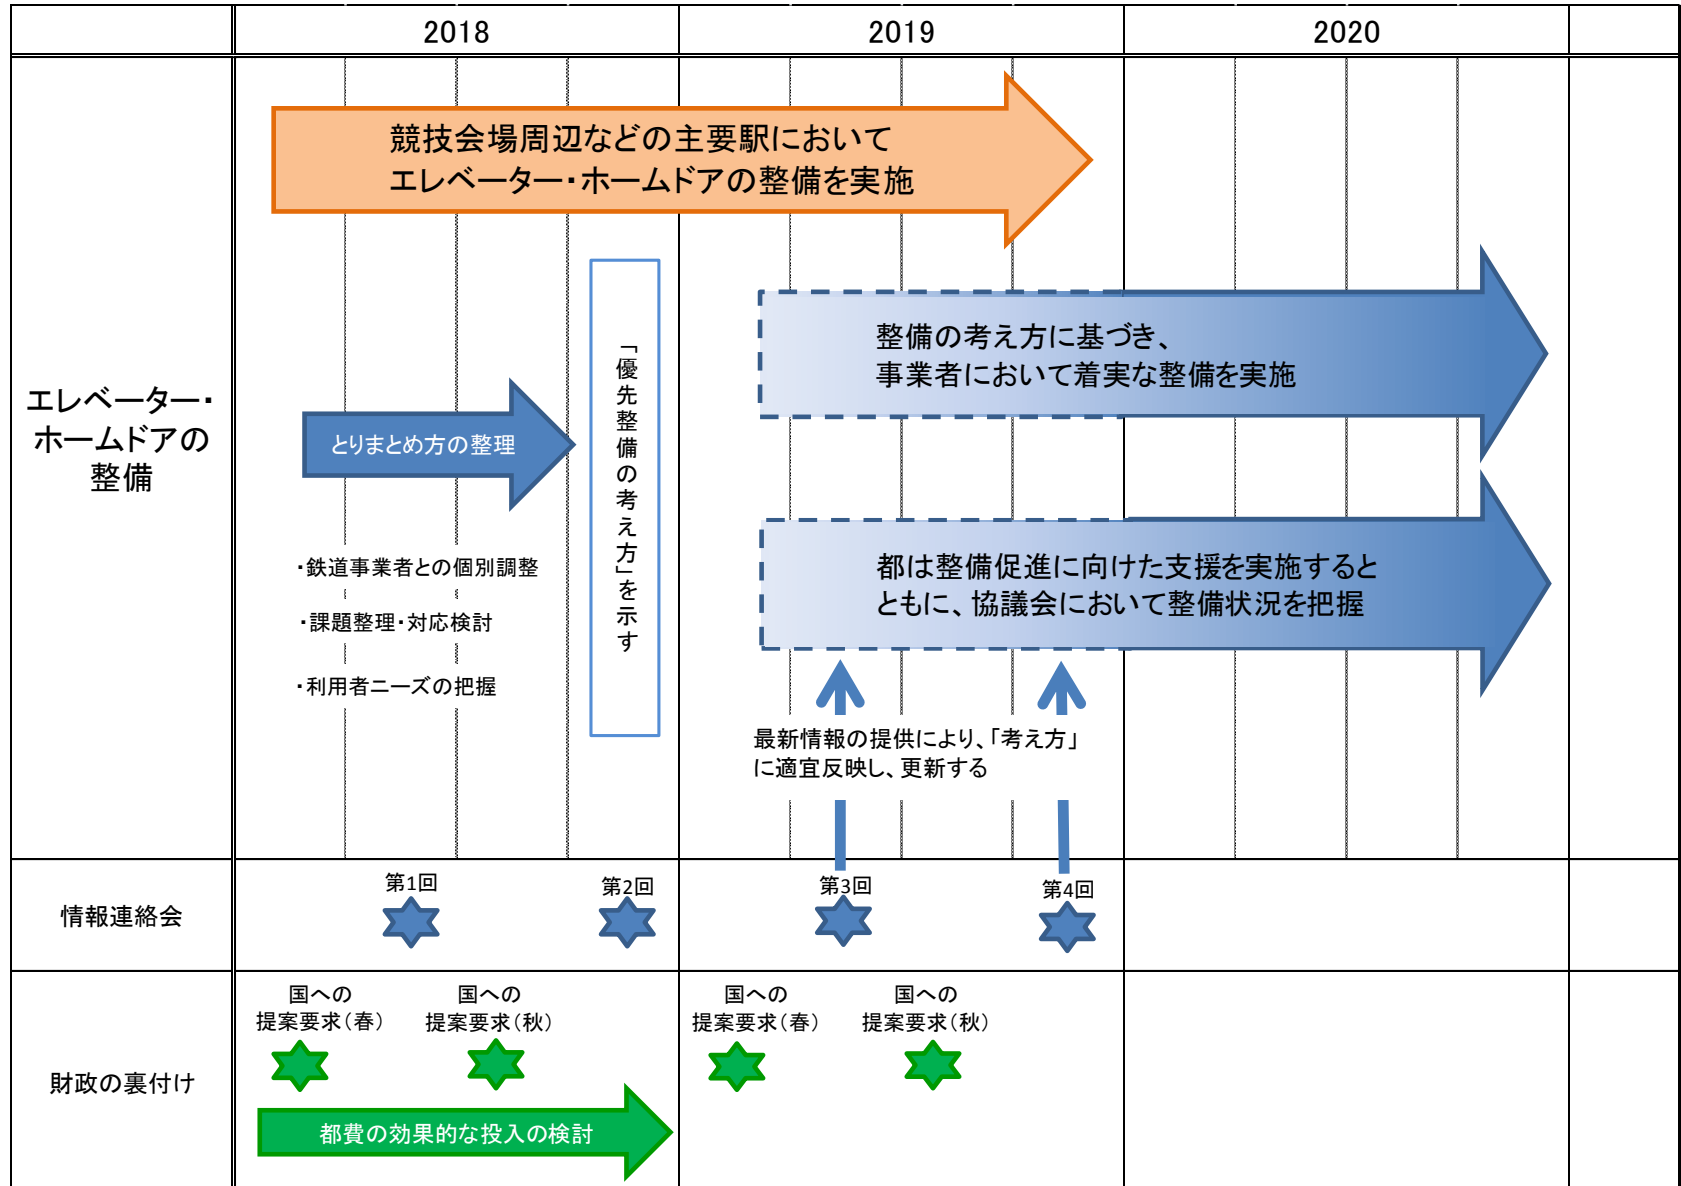 2018
2019
2020
エレベーター・
ホームドアの
整備
競技会場周辺などの主要駅において
エレベーター・ホームドアの整備を実施
とりまとめ方の整理
・鉄道事業者との個別調整
・課題整理・対応検討
・利用者ニーズの把握
「優先整備の考え方」を示す
整備の考え方に基づき、
事業者において着実な整備を実施
都は整備促進に向けた支援を実施すると
ともに、協議会において整備状況を把握
最新情報の提供により、「考え方」
に適宜反映し、更新する
情報連絡会
第1回
第2回
第3回
第4回
財政の裏付け
国への
提案要求（春）
国への
提案要求（秋）
国への
提案要求（春）
国への
提案要求（秋）
都費の効果的な投入の検討